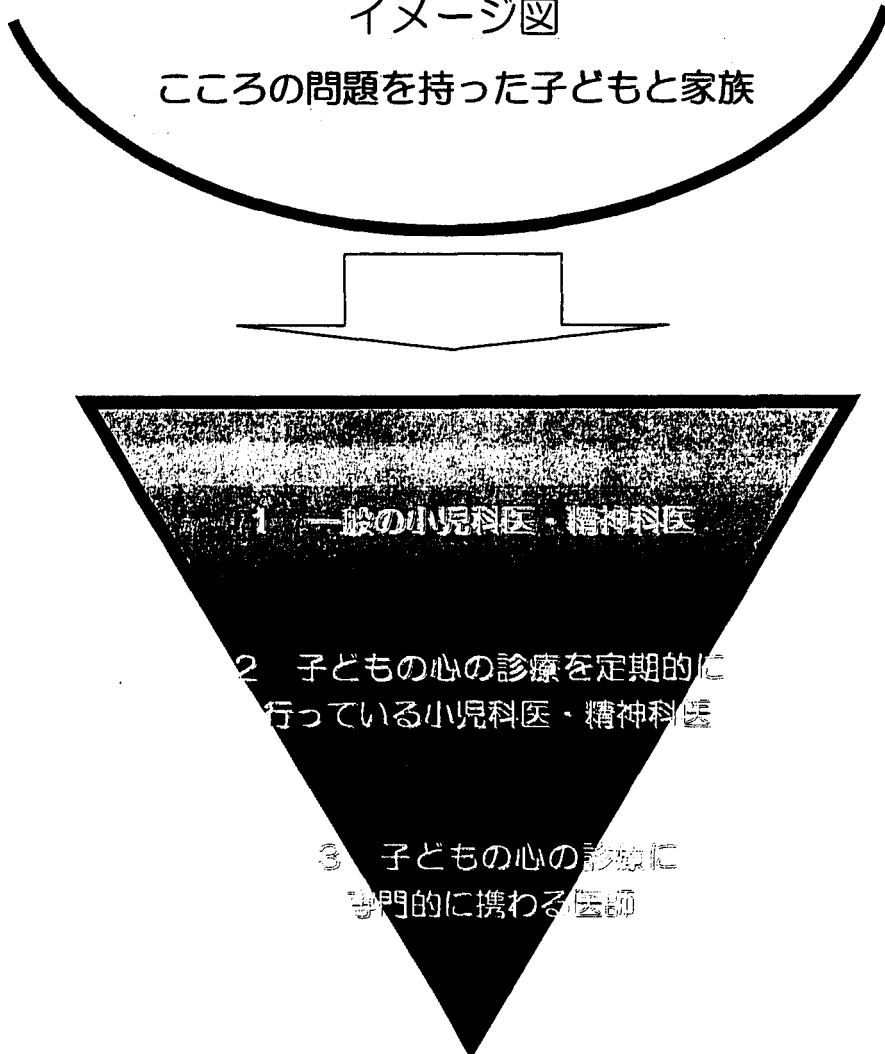 イメージ図
こころの問題を持った子どもと家族
1　一般の小児科医・精神科医
2　子どもの心の診療を定期的に
行っている小児科医・精神科医
3　子どもの心の診療に
専門的に携わる医師